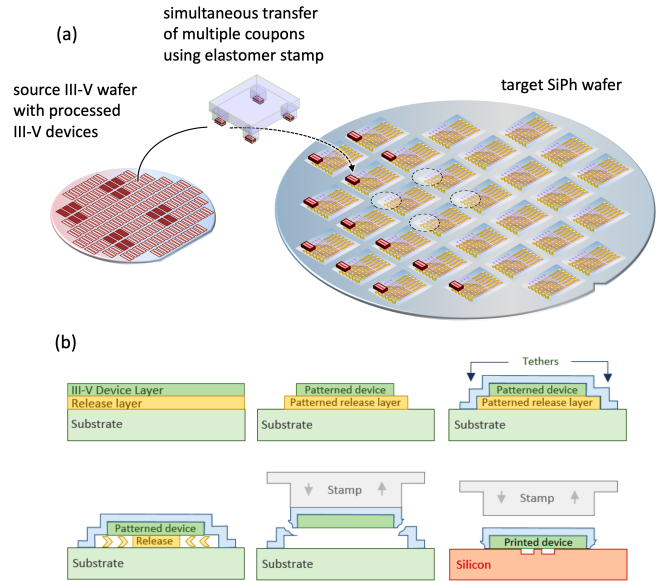 (a)
simultaneous transfer
of multiple coupons
using elastomer stamp
source III-V wafer
with processed
III-V devices
target SiPh wafer
(b)
III-V Device Layer
Release layer
Substrate
Patterned device
Patterned release layer
Substrate
Tethers
Patterned device
Patterned release layer
Substrate
Patterned device
Release
Substrate
Stamp
Substrate
Stamp
Printed device
Silicon